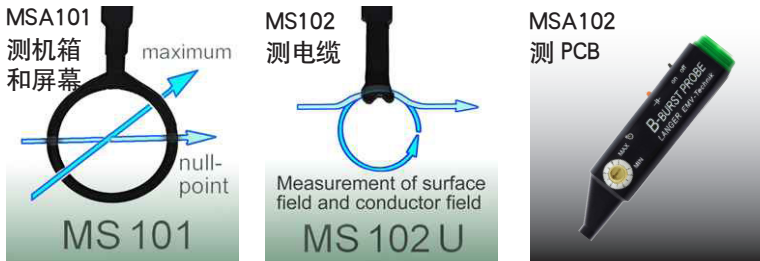 MSA101
测机箱
和屏幕
maximum
null-
point
MS 101
MS102
测电缆
Measurement of surface
field and conductor field
MS 102 U
MSA102
测 PCB
on off
B-BURST PROBE
LANGER EMV-Technik
MAX
MIN